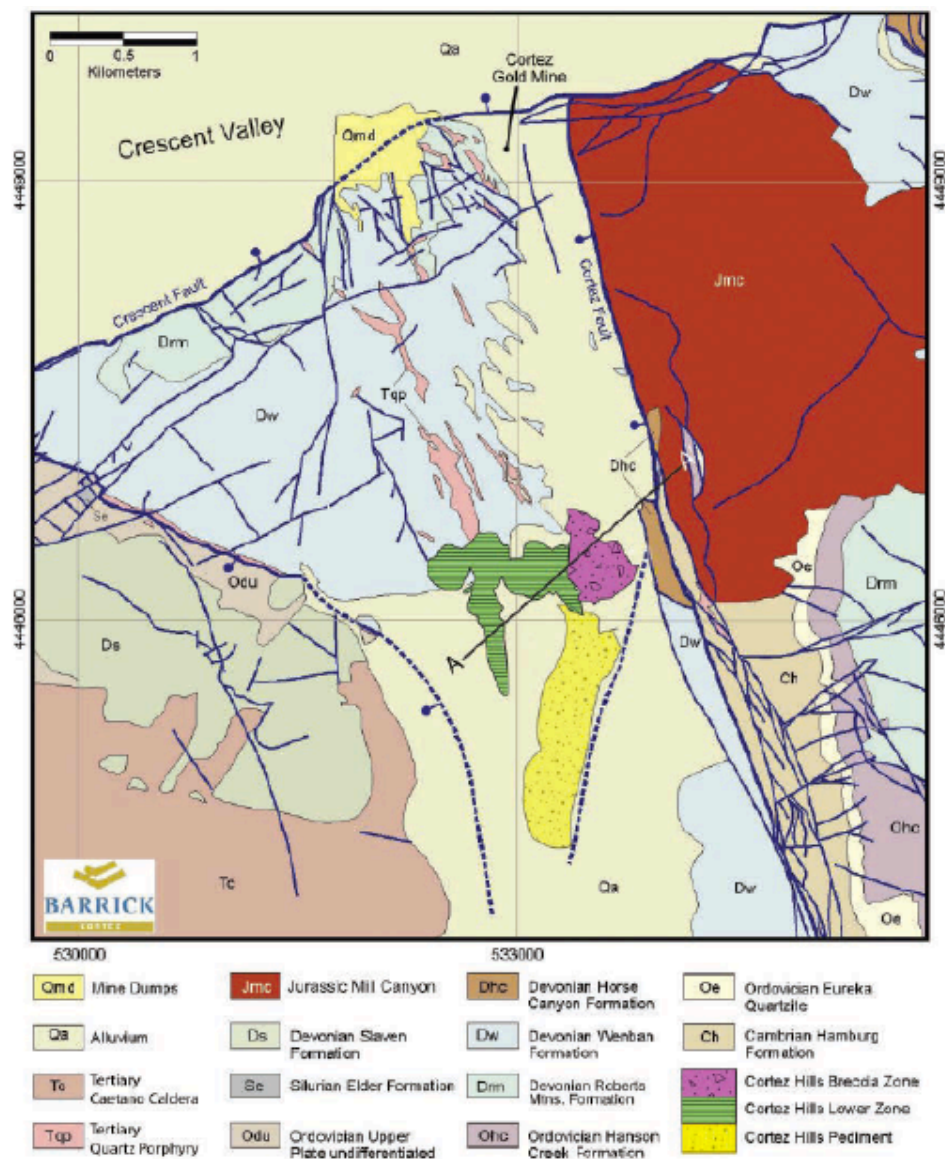 0 0.5 1
Kilometers
Qa
Cortez
Gold Mine
Crescent Valley
Qmd
Dw
4449000
4449000
Crescent Fault
Cortez Fault
Jmc
Drm
Tqp
Dw
Dhc
Se
Odu
Oe
Drm
4446000
4446000
Ds
A
Dw
Ch
Ohc
Tc
Qa
Dw
Oe
BARRICK
CORTEZ
530000
533000
Qmd Mine Dumps
Jmc Jurassic Mill Canyon
Dhc Devonian Horse
Canyon Formation
Oe Ordovician Eureka
Quartzite
Qa Alluvium
Ds Devonian Slaven
Formation
Dw Devonian Wenban
Formation
Ch Cambrian Hamburg
Formation
Tc Tertiary
Caetano Caldera
Se Silurian Elder Formation
Drm Devonian Roberts
Mtns. Formation
Cortez Hills Breccia Zone
Cortez Hills Lower Zone
Tqp Tertiary
Quartz Porphyry
Odu Ordovician Upper
Plate undifferentiated
Ohc Ordovician Hanson
Creek Formation
Cortez Hills Pediment